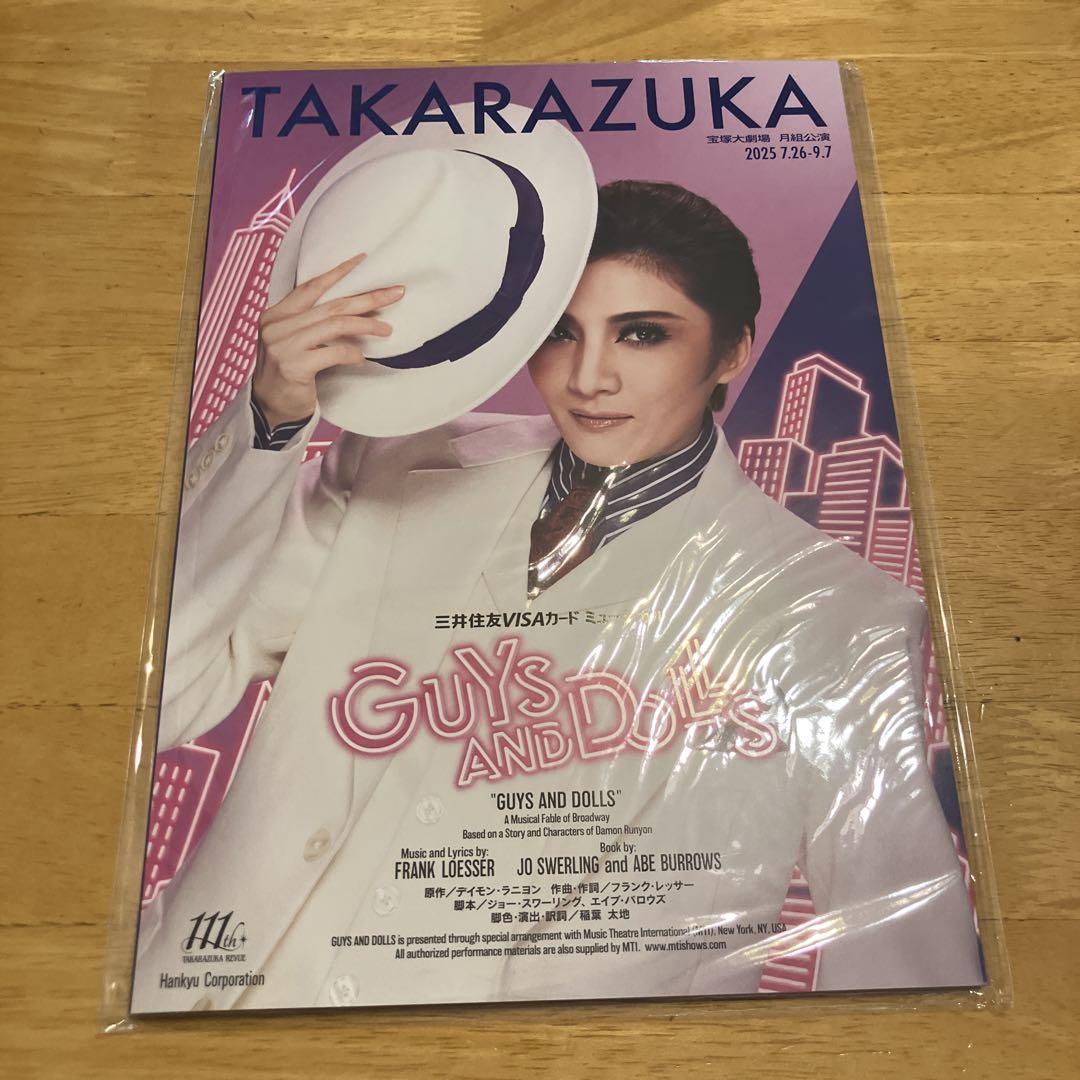 TAKARAZUKA
宝塚大劇場 月組公演
2025 7.26-9.7
三井住友VISAカード
GUYS AND DOLLS
"GUYS AND DOLLS"
A Musical Fable of Broadway
Based on a Story and Characters of Damon Runyon
Music and Lyrics by: Book by:
FRANK LOESSER JO SWERLING and ABE BURROWS
原作/デイモン・ラニヨン 作曲・作詞/フランク・レッサー
脚本/ジョー・スワーリング、エイブ・バロウズ
脚色・演出・訳詞/稲葉 太地
GUYS AND DOLLS is presented through special arrangement with Music Theatre International (MTI), New York, NY, USA
All authorized performance materials are also supplied by MTI. www.mtishows.com
111th
TAKARAZUKA REVUE
Hankyu Corporation